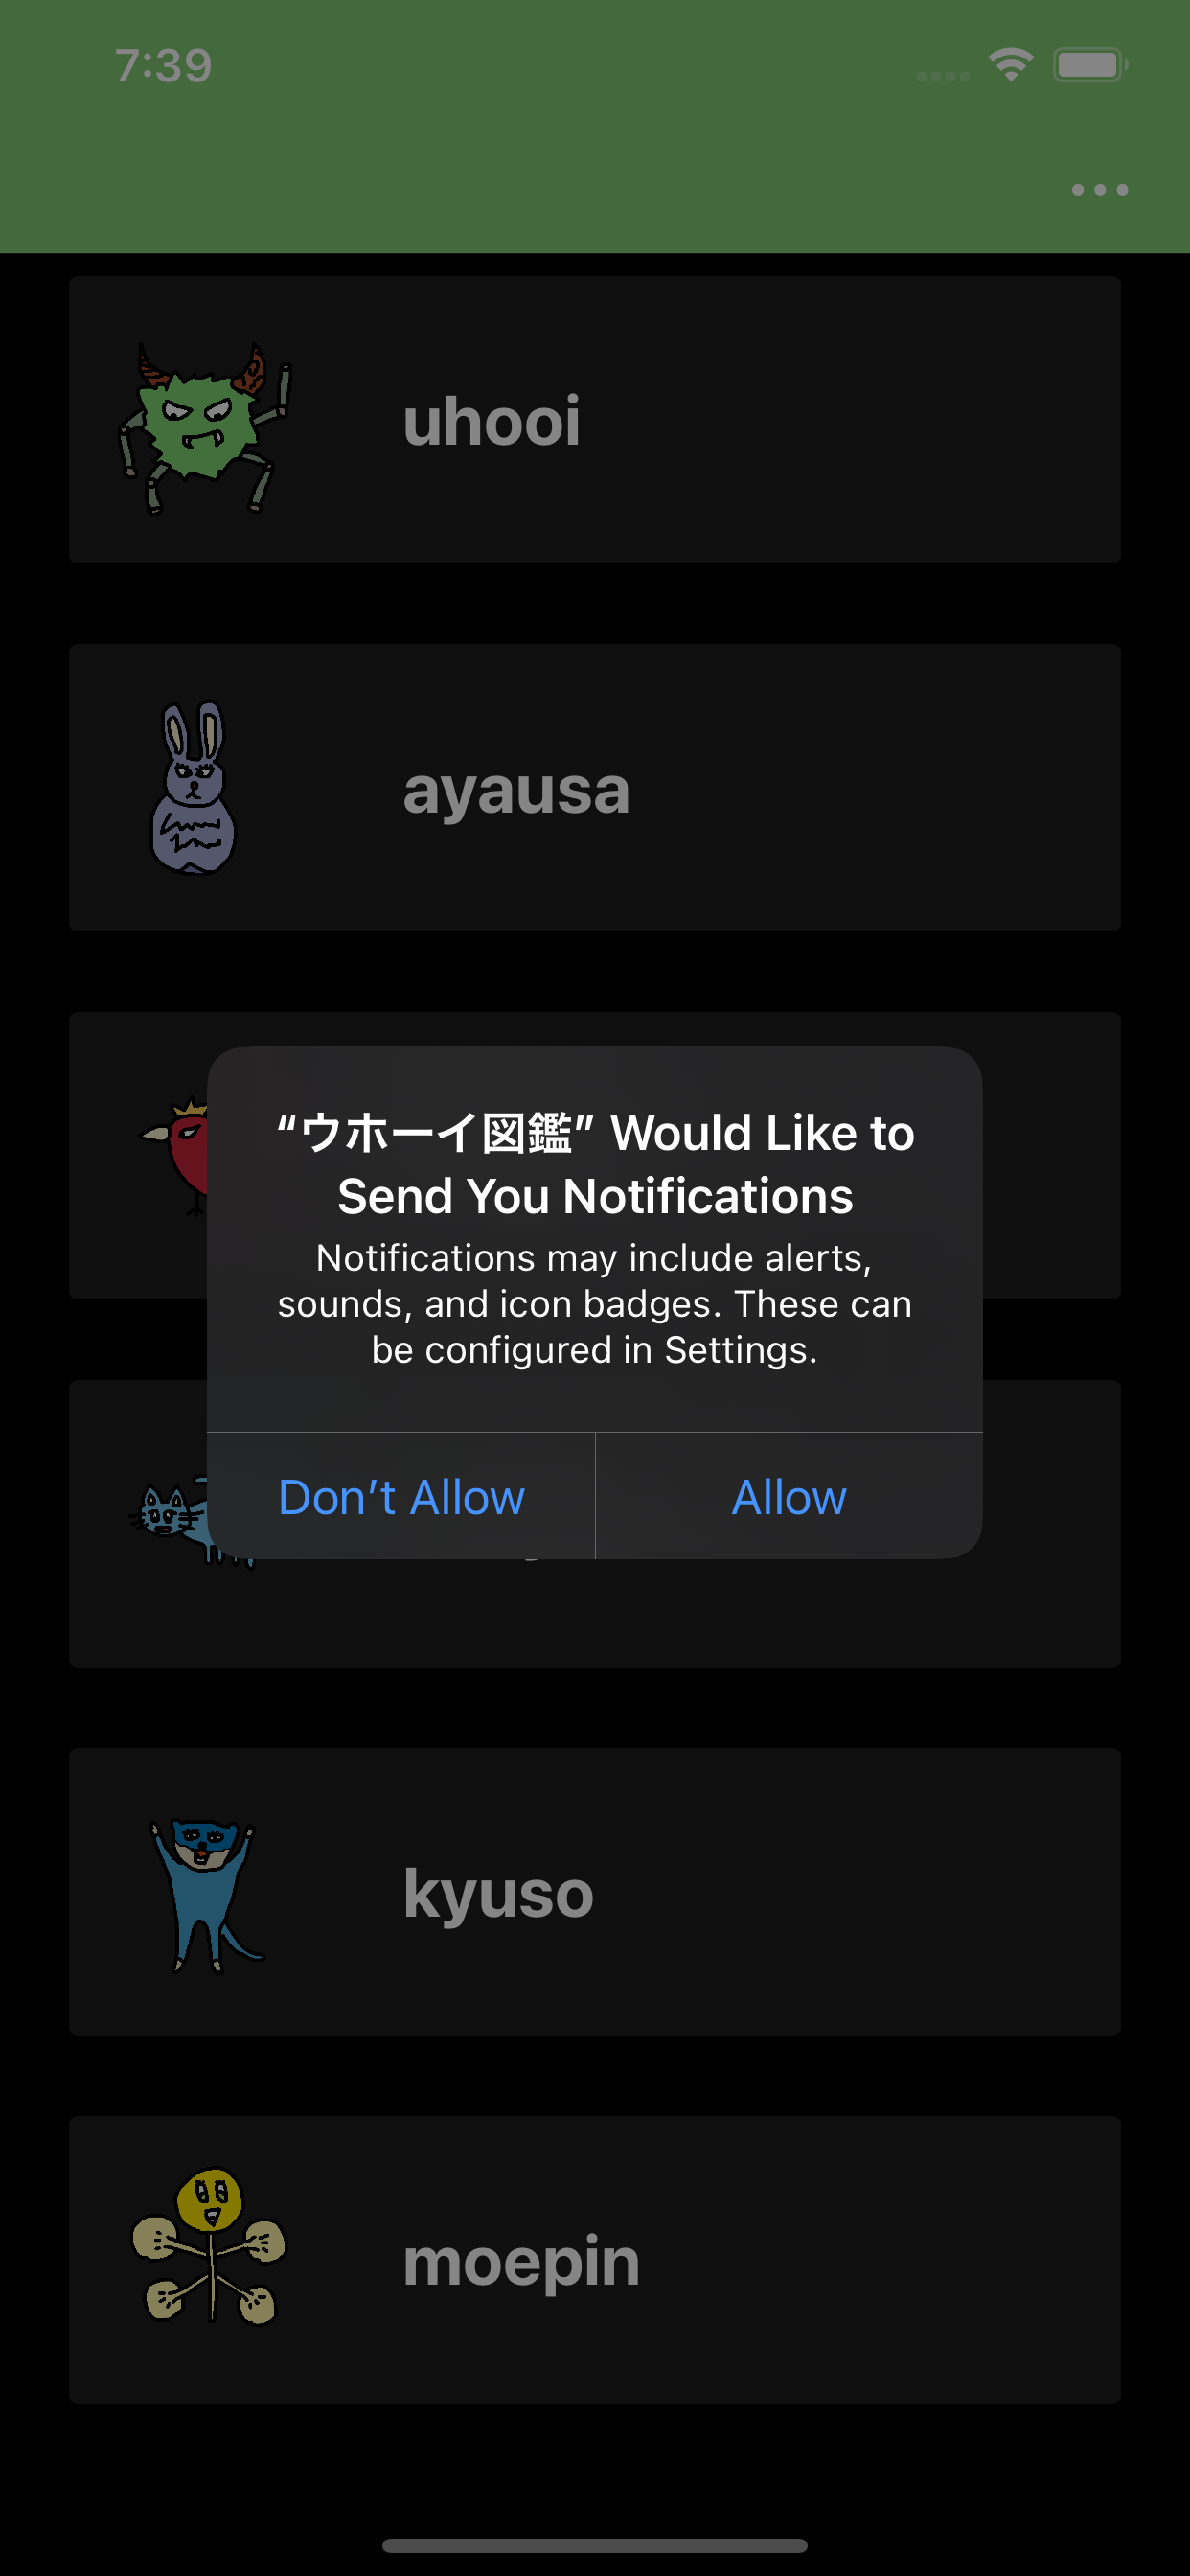 7:39
uhooi
ayausa
“ウホーイ図鑑” Would Like to
Send You Notifications
Notifications may include alerts,
sounds, and icon badges. These can
be configured in Settings.
Don’t Allow
Allow
kyuso
moepin